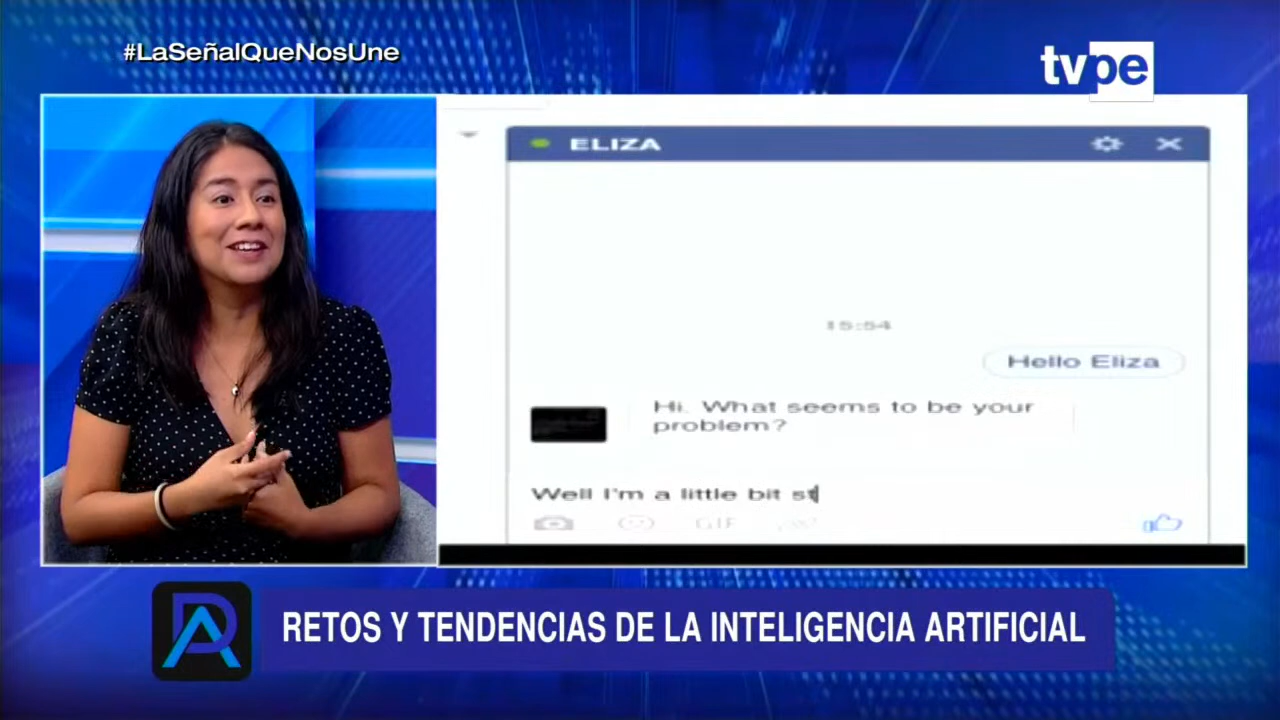 #LaSeñalQueNosUne
tvpe
ELIZA
15:54
Hello Eliza
Hi. What seems to be your
problem?
Well I'm a little bit st
GIF
RETOS Y TENDENCIAS DE LA INTELIGENCIA ARTIFICIAL